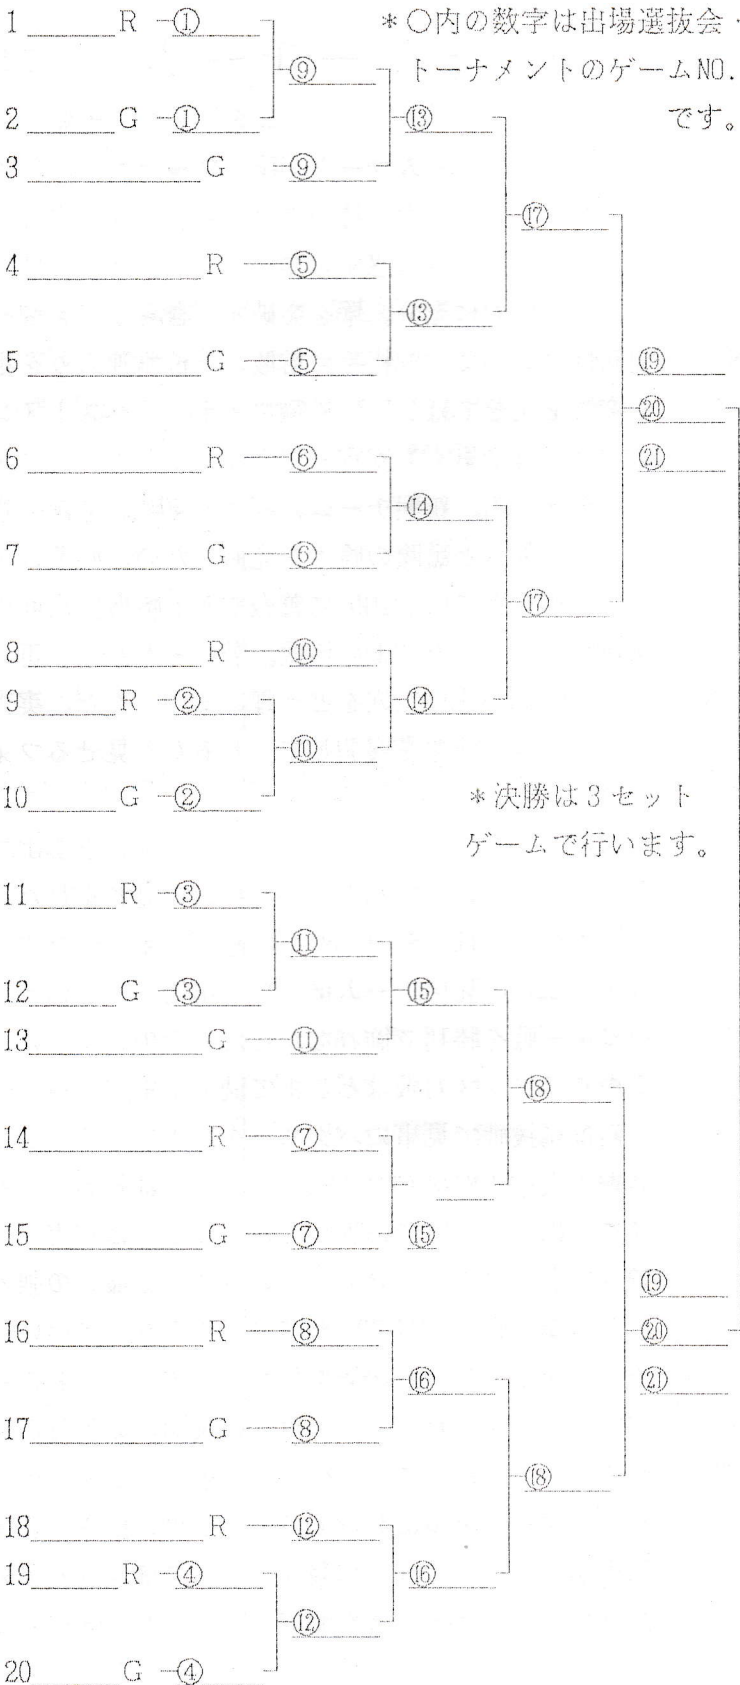 1 R ①
*○内の数字は出場選抜会・
⑨
トーナメントのゲームNO.
2 G ①
⑬
です。
3 G ⑨
⑰
4 R ⑤
⑬
5 G ⑤
⑲
⑳
6 R ⑥
㉑
⑭
7 G ⑥
⑰
8 R ⑩
9 R ②
⑭
⑩
10 G ②
*決勝は3セット
ゲームで行います。
11 R ③
⑪
12 G ③
⑮
13 G ⑪
⑱
14 R ⑦
15 G ⑦
⑮
⑲
16 R ⑧
⑳
⑯
㉑
17 G ⑧
⑱
18 R ⑫
19 R ④
⑯
⑫
20 G ④